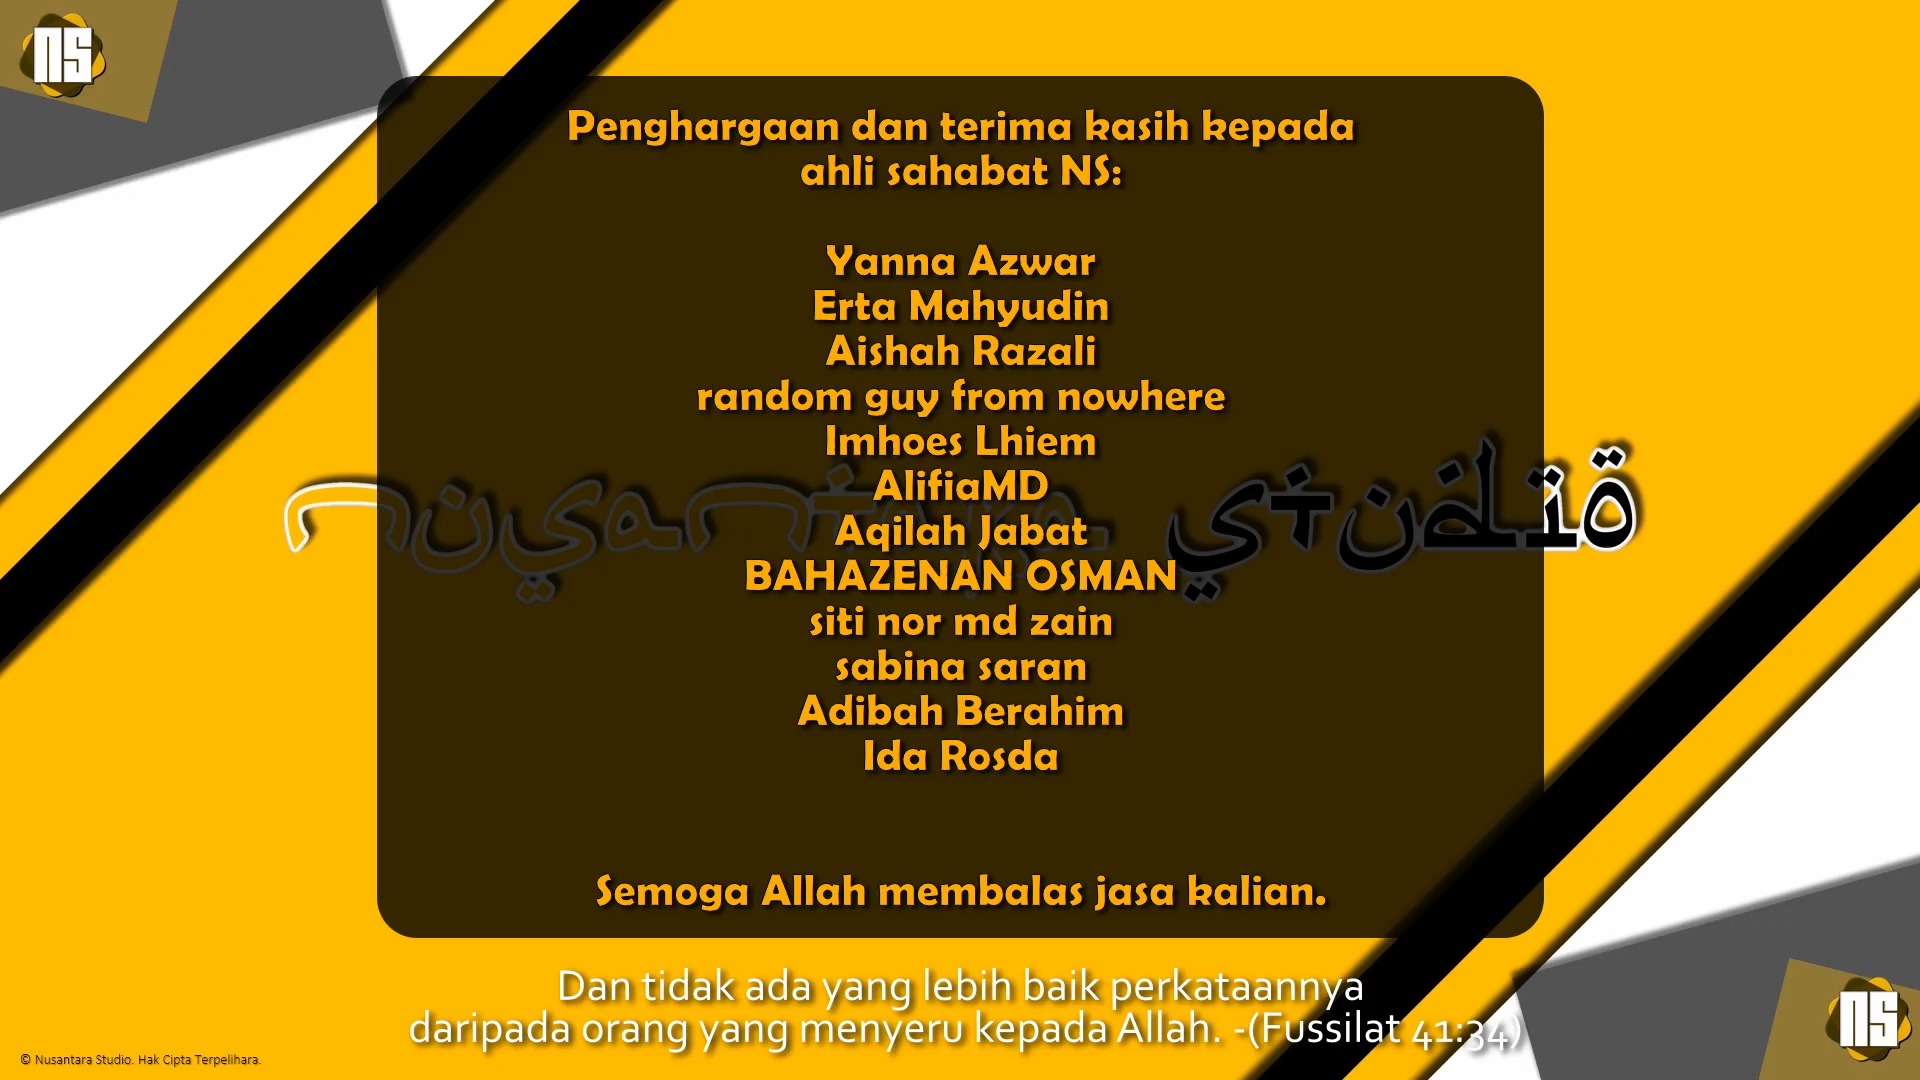 NS
Penghargaan dan terima kasih kepada
ahli sahabat NS:
Yanna Azwar
Erta Mahyudin
Aishah Razali
random guy from nowhere
Imhoes Lhiem
AlifiaMD
Aqilah Jabat
BAHAZENAN OSMAN
siti nor md zain
sabina saran
Adibah Berahim
Ida Rosda
nusantara studio
Semoga Allah membalas jasa kalian.
Dan tidak ada yang lebih baik perkataannya
daripada orang yang menyeru kepada Allah. -(Fussilat 41:34)
© Nusantara Studio. Hak Cipta Terpelihara.
NS